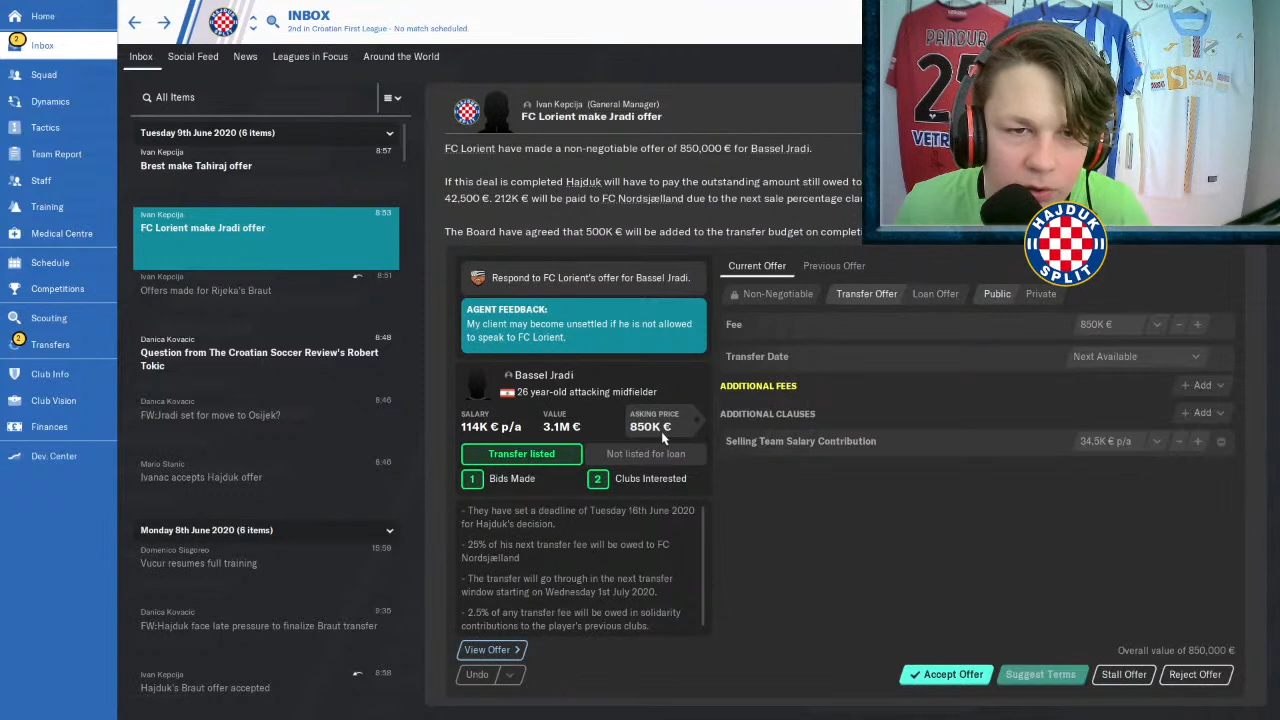 Home
2
Inbox
Squad
Dynamics
Tactics
Team Report
Staff
Training
Medical Centre
Schedule
Competitions
Scouting
2
Transfers
Club Info
Club Vision
Finances
Dev. Center
INBOX
2nd in Croatian First League - No match scheduled.
Inbox Social Feed News Leagues in Focus Around the World
All Items
Tuesday 9th June 2020 (6 items)
Ivan Kepcija 8:57
Brest make Tahiraj offer
Ivan Kepcija 8:53
FC Lorient make Jradi offer
Ivan Kepcija 8:51
Offers made for Rijeka's Braut
Danica Kovacic 8:48
Question from The Croatian Soccer Review's Robert
Tokic
Danica Kovacic 8:46
FW:Jradi set for move to Osijek?
Mario Stanic 8:46
Ivanac accepts Hajduk offer
Monday 8th June 2020 (6 items)
Domenico Sisgoreo 15:59
Vucur resumes full training
Danica Kovacic 9:35
FW:Hajduk face late pressure to finalize Braut transfer
Ivan Kepcija 8:58
Hajduk's Braut offer accepted
Ivan Kepcija (General Manager)
FC Lorient make Jradi offer
FC Lorient have made a non-negotiable offer of 850,000 € for Bassel Jradi.
If this deal is completed Hajduk will have to pay the outstanding amount still owed to
42,500 €. 212K € will be paid to FC Nordsjælland due to the next sale percentage clau
The Board have agreed that 500K € will be added to the transfer budget on complet
Respond to FC Lorient's offer for Bassel Jradi.
AGENT FEEDBACK:
My client may become unsettled if he is not allowed
to speak to FC Lorient.
Bassel Jradi
26 year-old attacking midfielder
SALARY VALUE ASKING PRICE
114K € p/a 3.1M € 850K €
Transfer listed Not listed for loan
1 Bids Made 2 Clubs Interested
- They have set a deadline of Tuesday 16th June 2020
for Hajduk's decision.
- 25% of his next transfer fee will be owed to FC
Nordsjælland
- The transfer will go through in the next transfer
window starting on Wednesday 1st July 2020.
- 2.5% of any transfer fee will be owed in solidarity
contributions to the player's previous clubs.
View Offer
Undo
Current Offer Previous Offer
Non-Negotiable Transfer Offer Loan Offer Public Private
Fee 850K €
Transfer Date Next Available
ADDITIONAL FEES + Add
ADDITIONAL CLAUSES + Add
Selling Team Salary Contribution 34.5K € p/a
Overall value of 850,000 €
Accept Offer Suggest Terms Stall Offer Reject Offer
PANDUR
VETR
SA'A
HAJDUK
SPLIT